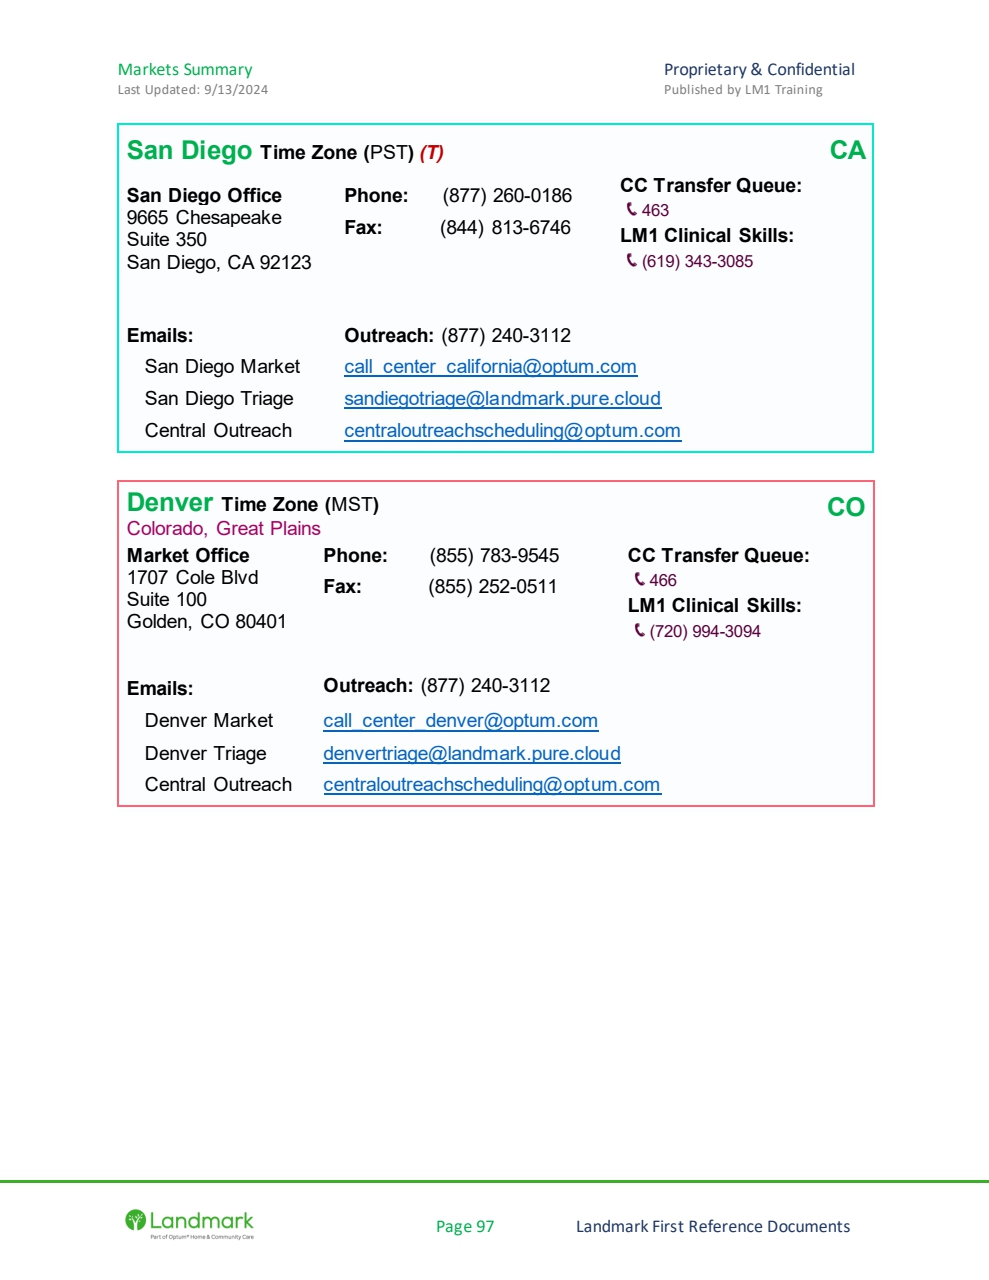 Markets Summary
Proprietary & Confidential
Last Updated: 9/13/2024
Published by LM1 Training
San Diego Time Zone (PST) (T)
CA
San Diego Office
9665 Chesapeake
Suite 350
San Diego, CA 92123
Phone: (877) 260-0186
Fax: (844) 813-6746
CC Transfer Queue:
463
LM1 Clinical Skills:
(619) 343-3085
Emails:
Outreach: (877) 240-3112
San Diego Market call_center_california@optum.com
San Diego Triage sandiegotriage@landmark.pure.cloud
Central Outreach centraloutreachscheduling@optum.com
Denver Time Zone (MST)
CO
Colorado, Great Plains
Market Office
1707 Cole Blvd
Suite 100
Golden, CO 80401
Phone: (855) 783-9545
Fax: (855) 252-0511
CC Transfer Queue:
466
LM1 Clinical Skills:
(720) 994-3094
Emails:
Outreach: (877) 240-3112
Denver Market call_center_denver@optum.com
Denver Triage denvertriage@landmark.pure.cloud
Central Outreach centraloutreachscheduling@optum.com
Landmark
Part of Optum® Home & Community Care
Page 97
Landmark First Reference Documents